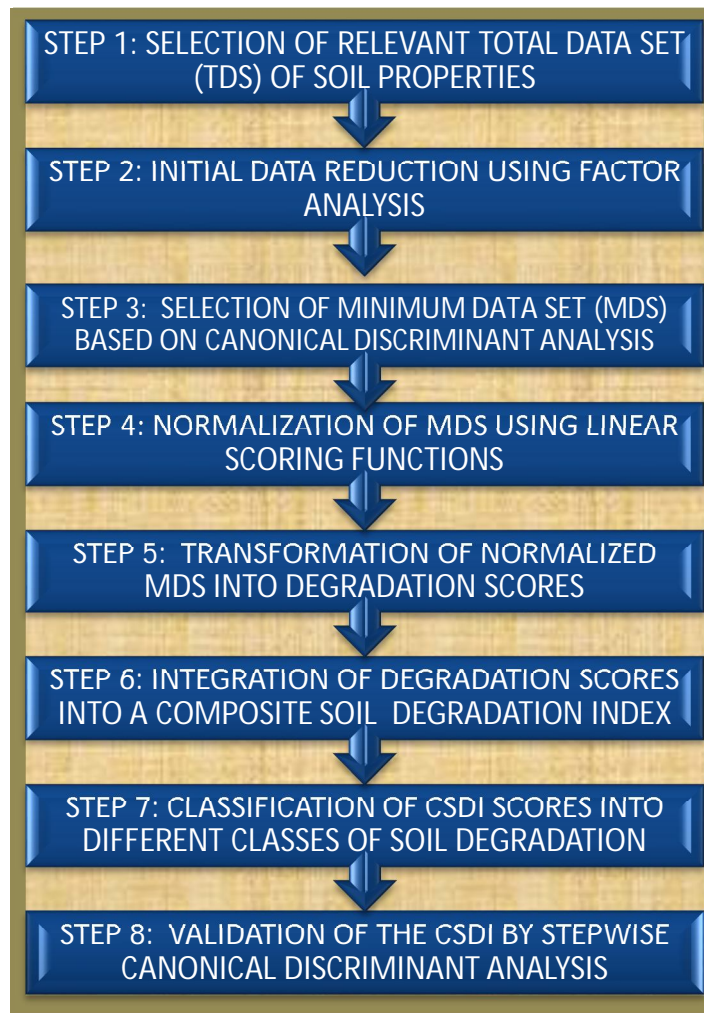 STEP 1: SELECTION OF RELEVANT TOTAL DATA SET
(TDS) OF SOIL PROPERTIES
STEP 2: INITIAL DATA REDUCTION USING FACTOR
ANALYSIS
STEP 3: SELECTION OF MINIMUM DATA SET (MDS)
BASED ON CANONICAL DISCRIMINANT ANALYSIS
STEP 4: NORMALIZATION OF MDS USING LINEAR
SCORING FUNCTIONS
STEP 5: TRANSFORMATION OF NORMALIZED
MDS INTO DEGRADATION SCORES
STEP 6: INTEGRATION OF DEGRADATION SCORES
INTO A COMPOSITE SOIL DEGRADATION INDEX
STEP 7: CLASSIFICATION OF CSDI SCORES INTO
DIFFERENT CLASSES OF SOIL DEGRADATION
STEP 8: VALIDATION OF THE CSDI BY STEPWISE
CANONICAL DISCRIMINANT ANALYSIS